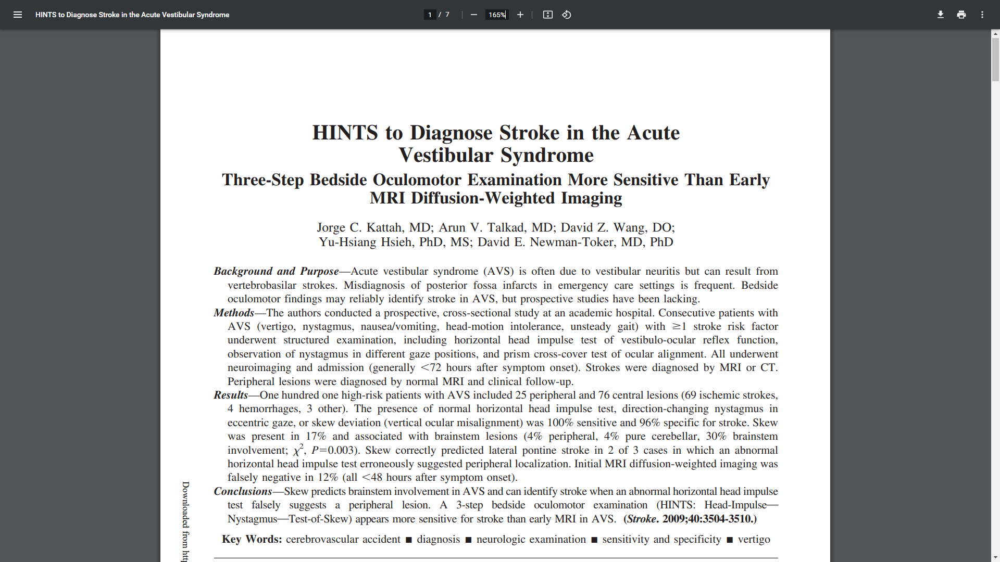 HINTS to Diagnose Stroke in the Acute Vestibular Syndrome
1 / 7
165%
HINTS to Diagnose Stroke in the Acute
Vestibular Syndrome
Three-Step Bedside Oculomotor Examination More Sensitive Than Early
MRI Diffusion-Weighted Imaging
Jorge C. Kattah, MD; Arun V. Talkad, MD; David Z. Wang, DO;
Yu-Hsiang Hsieh, PhD, MS; David E. Newman-Toker, MD, PhD
Background and Purpose—Acute vestibular syndrome (AVS) is often due to vestibular neuritis but can result from
vertebrobasilar strokes. Misdiagnosis of posterior fossa infarcts in emergency care settings is frequent. Bedside
oculomotor findings may reliably identify stroke in AVS, but prospective studies have been lacking.
Methods—The authors conducted a prospective, cross-sectional study at an academic hospital. Consecutive patients with
AVS (vertigo, nystagmus, nausea/vomiting, head-motion intolerance, unsteady gait) with ≥1 stroke risk factor
underwent structured examination, including horizontal head impulse test of vestibulo-ocular reflex function,
observation of nystagmus in different gaze positions, and prism cross-cover test of ocular alignment. All underwent
neuroimaging and admission (generally <72 hours after symptom onset). Strokes were diagnosed by MRI or CT.
Peripheral lesions were diagnosed by normal MRI and clinical follow-up.
Results—One hundred one high-risk patients with AVS included 25 peripheral and 76 central lesions (69 ischemic strokes,
4 hemorrhages, 3 other). The presence of normal horizontal head impulse test, direction-changing nystagmus in
eccentric gaze, or skew deviation (vertical ocular misalignment) was 100% sensitive and 96% specific for stroke. Skew
was present in 17% and associated with brainstem lesions (4% peripheral, 4% pure cerebellar, 30% brainstem
involvement; χ², P=0.003). Skew correctly predicted lateral pontine stroke in 2 of 3 cases in which an abnormal
horizontal head impulse test erroneously suggested peripheral localization. Initial MRI diffusion-weighted imaging was
falsely negative in 12% (all <48 hours after symptom onset).
Conclusions—Skew predicts brainstem involvement in AVS and can identify stroke when an abnormal horizontal head impulse
test falsely suggests a peripheral lesion. A 3-step bedside oculomotor examination (HINTS: Head-Impulse—
Nystagmus—Test-of-Skew) appears more sensitive for stroke than early MRI in AVS. (Stroke. 2009;40:3504-3510.)
Key Words: cerebrovascular accident ■ diagnosis ■ neurologic examination ■ sensitivity and specificity ■ vertigo
Downloaded from http